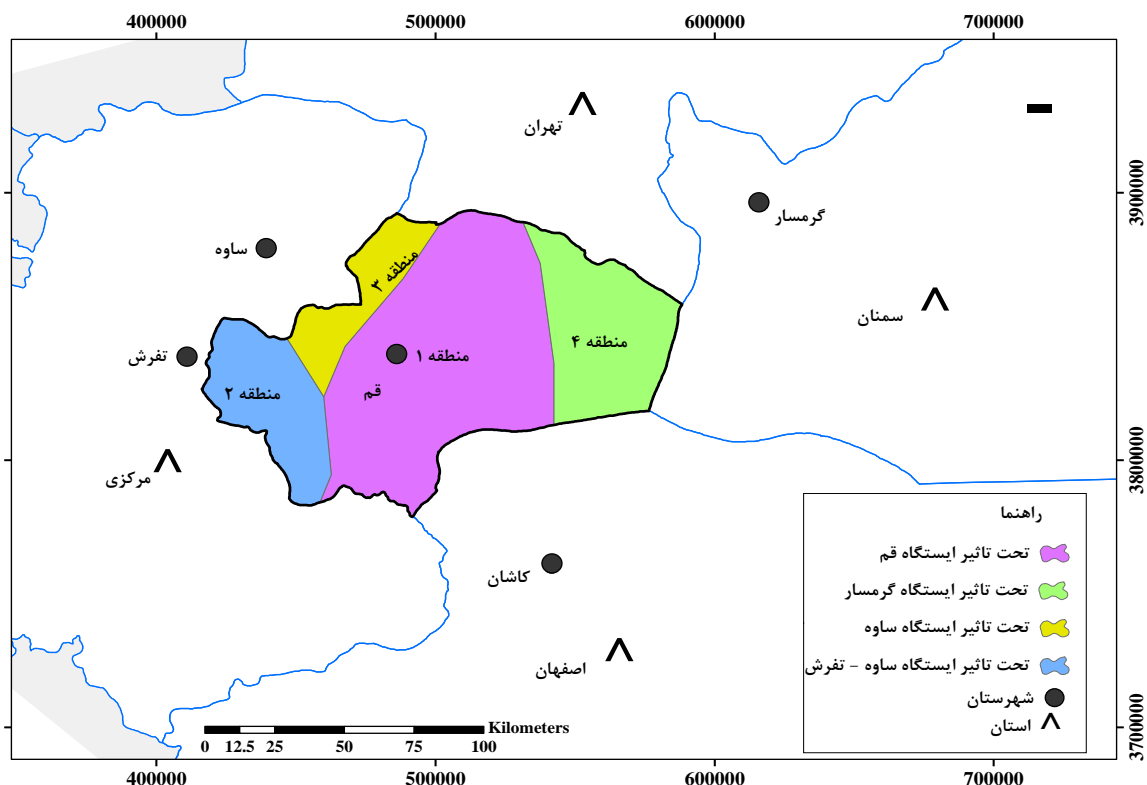 400000 500000 600000 700000
تهران
3900000
گرمسار
ساوه
منطقه ۳
سمنان
تفرش
منطقه ۱
منطقه ۴
منطقه ۲
قم
مرکزی
3800000
راهنما
تحت تاثیر ایستگاه قم
تحت تاثیر ایستگاه گرمسار
تحت تاثیر ایستگاه ساوه
تحت تاثیر ایستگاه ساوه - تفرش
شهرستان
استان
کاشان
اصفهان
Kilometers
0 12.5 25 50 75 100
3700000
400000 500000 600000 700000